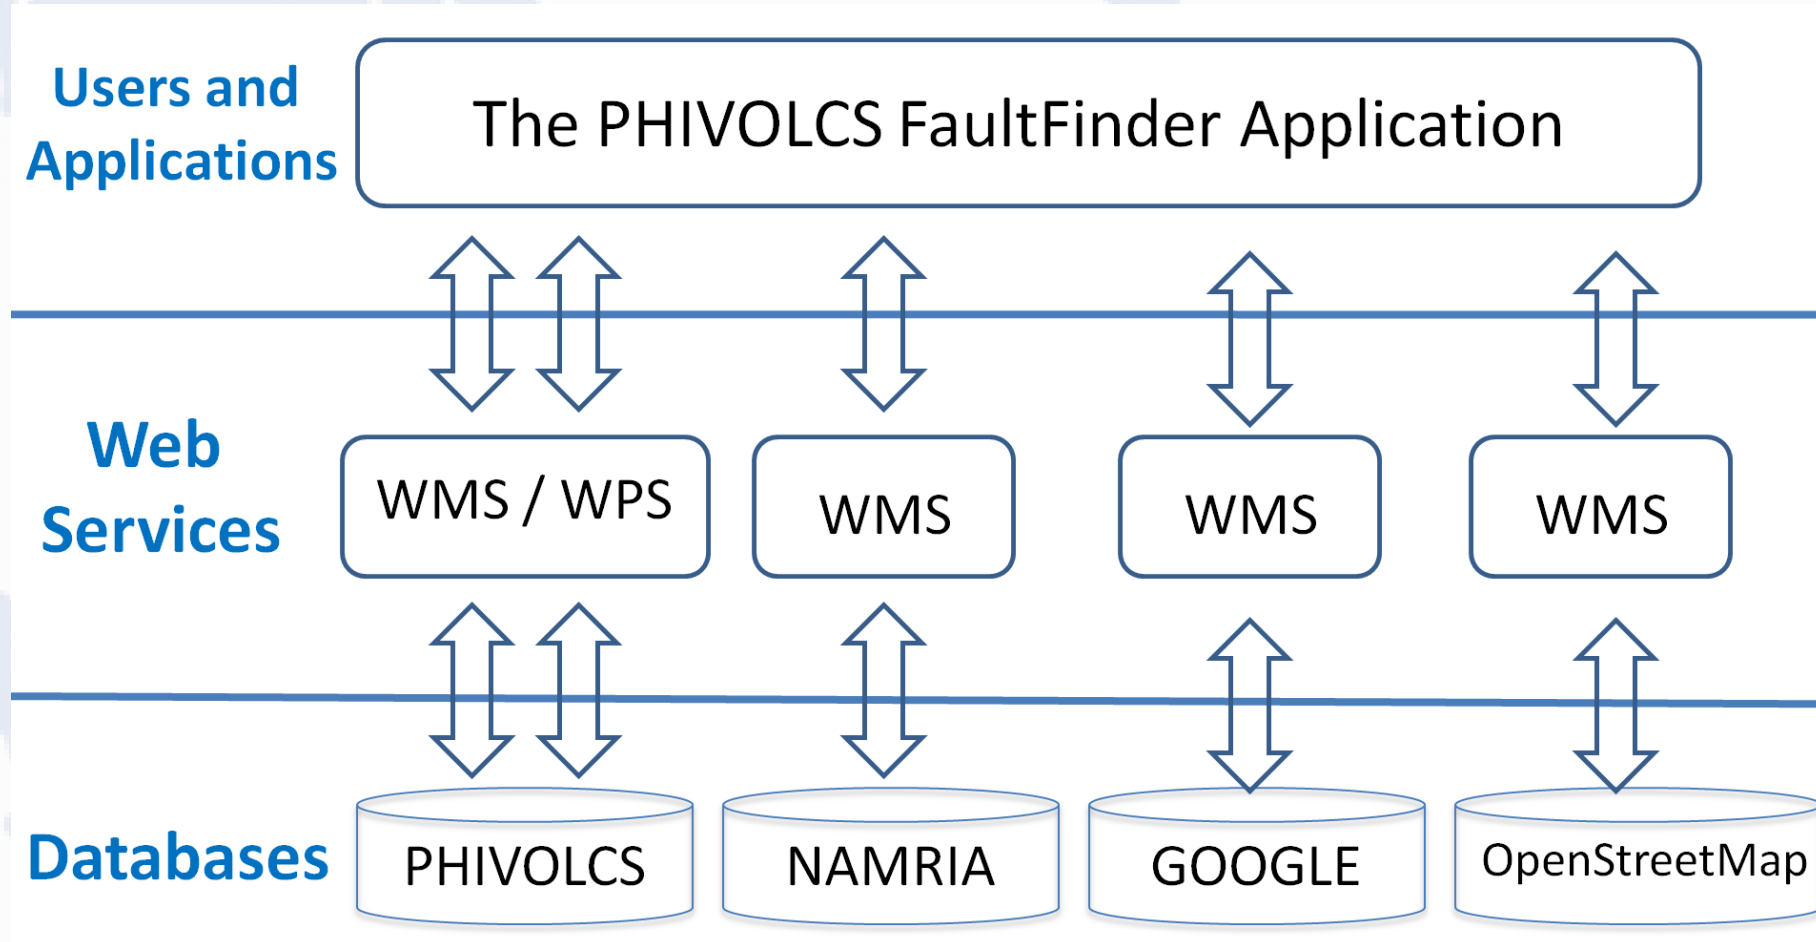 Users and
Applications
The PHIVOLCS FaultFinder Application
Web
Services
WMS / WPS
WMS
WMS
WMS
Databases
PHIVOLCS
NAMRIA
GOOGLE
OpenStreetMap